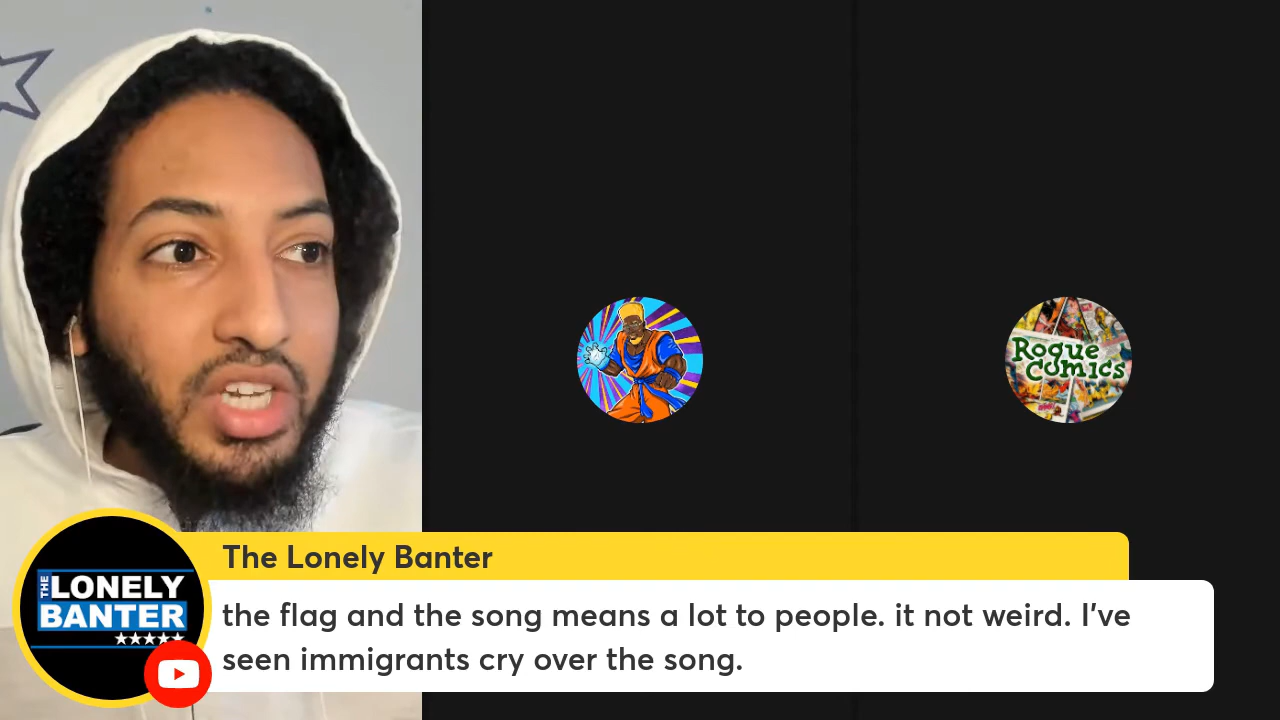 Rogue
Comics
The Lonely Banter
THE LONELY
BANTER
the flag and the song means a lot to people. it not weird. I've
seen immigrants cry over the song.